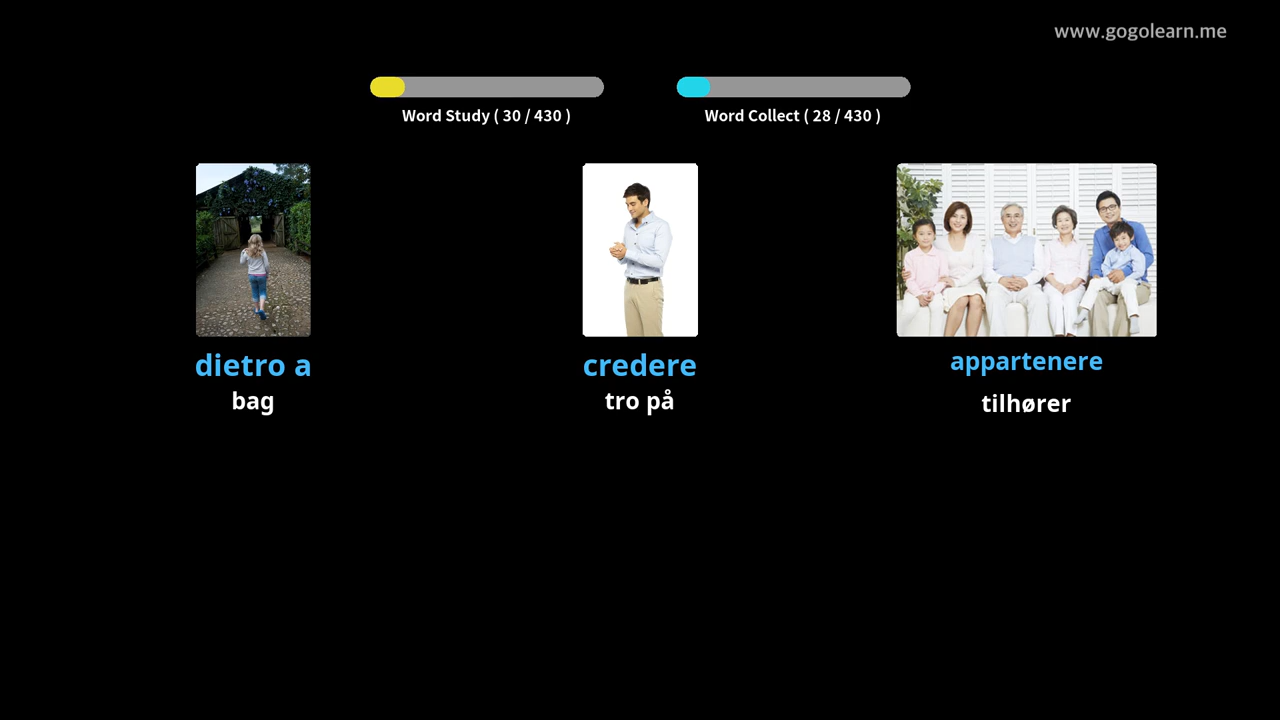 www.gogolearn.me
Word Study ( 30 / 430 )
Word Collect ( 28 / 430 )
dietro a
bag
credere
tro på
appartenere
tilhører